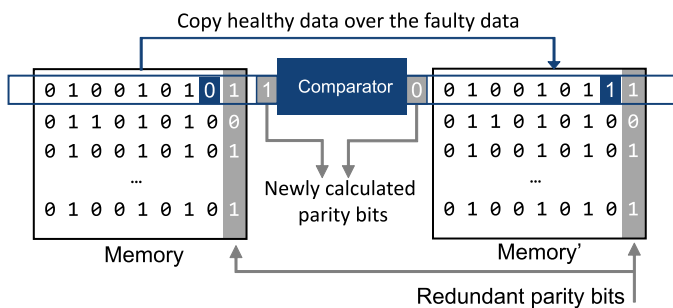 Copy healthy data over the faulty data
0 1 0 0 1 0 1 0 1 1 Comparator 0 0 1 0 0 1 0 1 1 1
0 1 1 0 1 0 1 0 0 0 1 1 0 1 0 1 0 0
0 1 0 0 1 0 1 0 1 0 1 0 0 1 0 1 0 1
... ...
0 1 0 0 1 0 1 0 1 0 1 0 0 1 0 1 0 1
Newly calculated
parity bits
Memory Memory'
Redundant parity bits